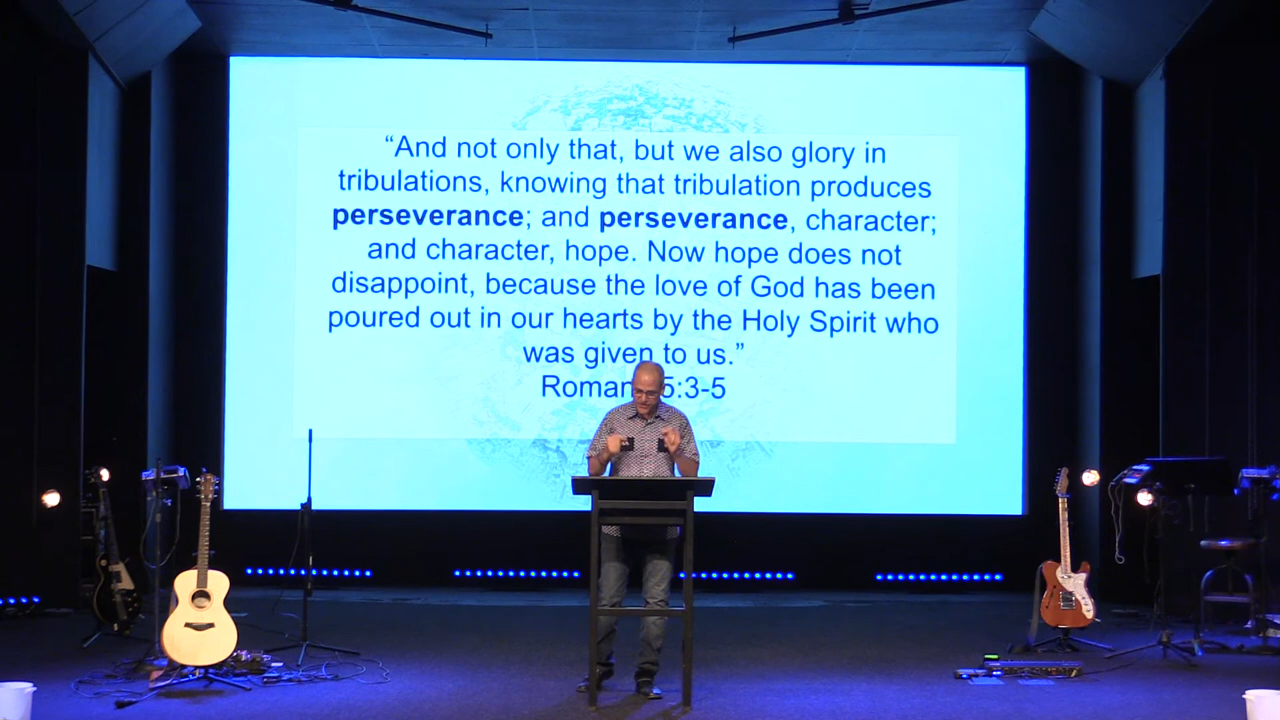 “And not only that, but we also glory in
tribulations, knowing that tribulation produces
perseverance; and perseverance, character;
and character, hope. Now hope does not
disappoint, because the love of God has been
poured out in our hearts by the Holy Spirit who
was given to us.”
Roman 5:3-5